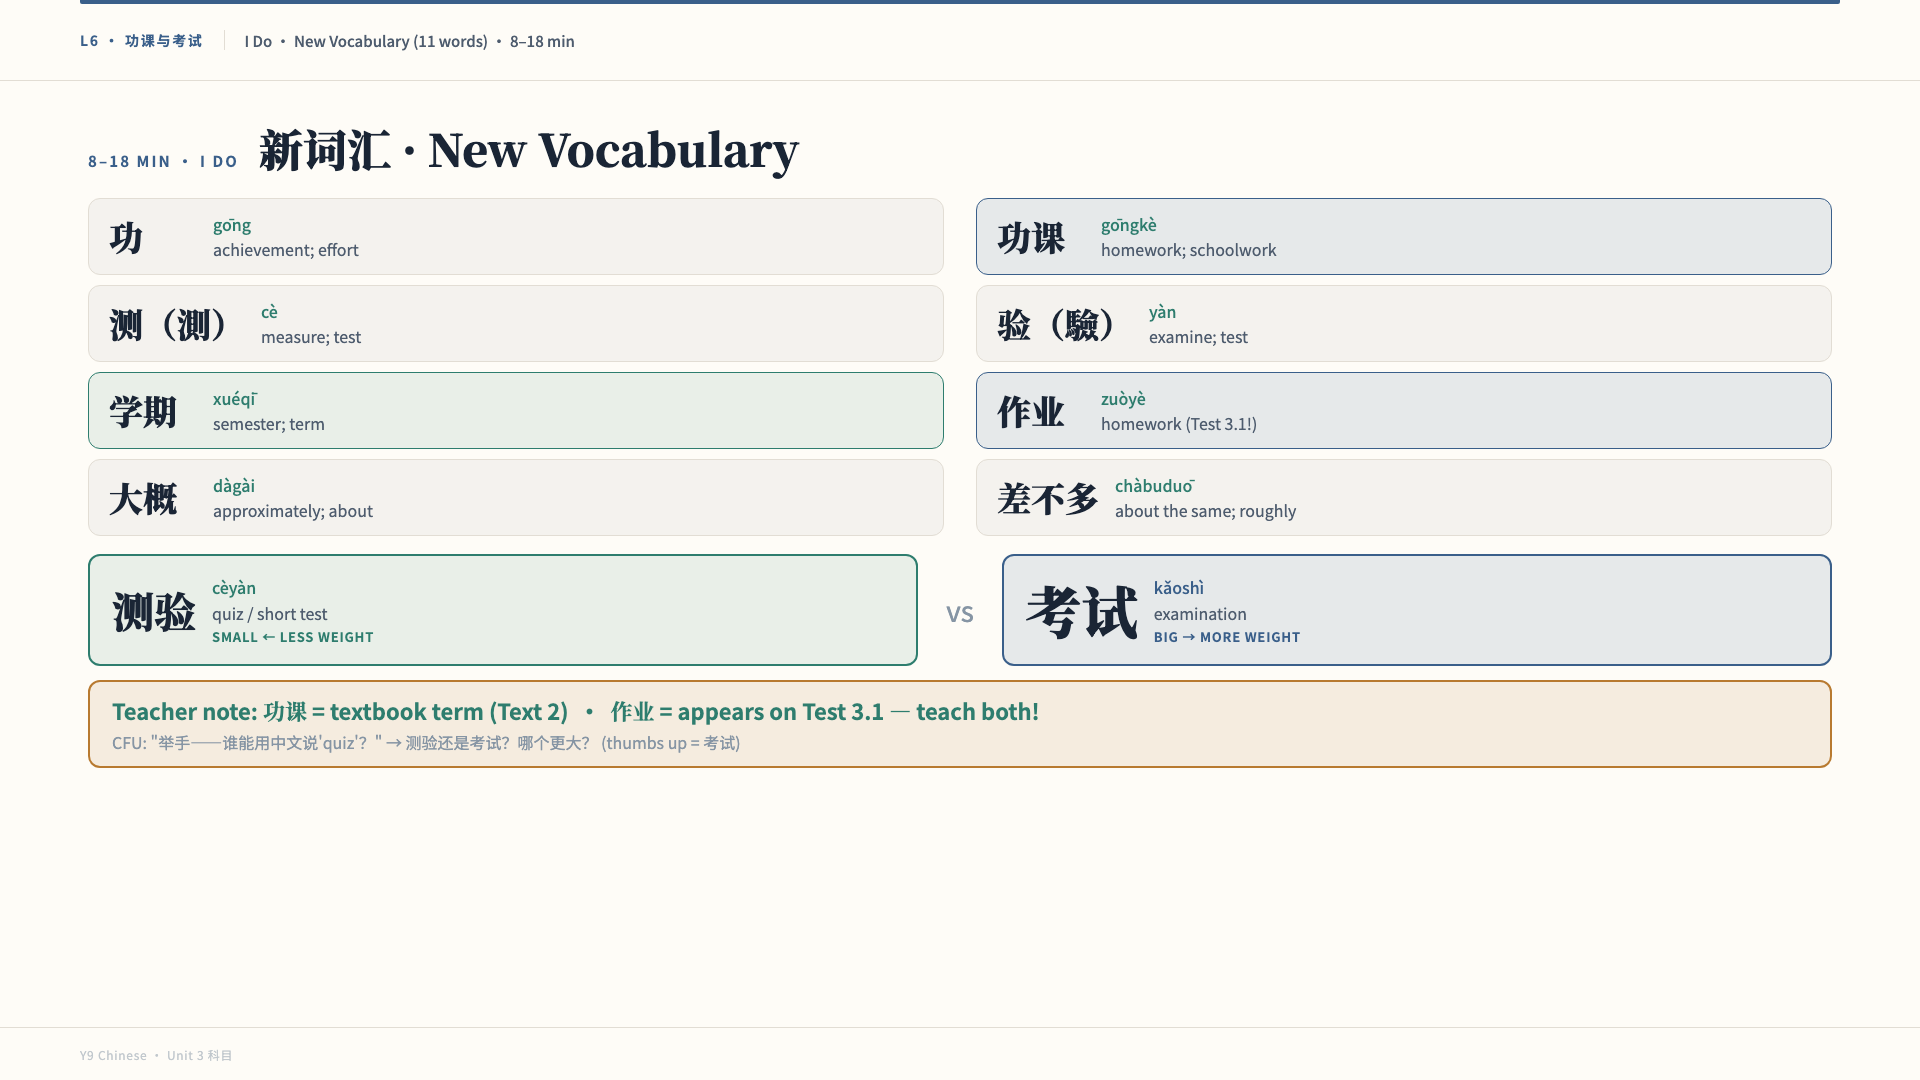 L6 • 功课与考试
I Do • New Vocabulary (11 words) • 8–18 min
8–18 MIN • I DO
新词汇 · New Vocabulary
功
gōng
achievement; effort
功课
gōngkè
homework; schoolwork
测（測）
cè
measure; test
验（驗）
yàn
examine; test
学期
xuéqī
semester; term
作业
zuòyè
homework (Test 3.1!)
大概
dàgài
approximately; about
差不多
chàbuduō
about the same; roughly
测验
cèyàn
quiz / short test
SMALL ← LESS WEIGHT
VS
考试
kǎoshì
examination
BIG → MORE WEIGHT
Teacher note: 功课 = textbook term (Text 2) • 作业 = appears on Test 3.1 — teach both!
CFU: "举手——谁能用中文说'quiz'？" → 测验还是考试？哪个更大？ (thumbs up = 考试)
Y9 Chinese • Unit 3 科目